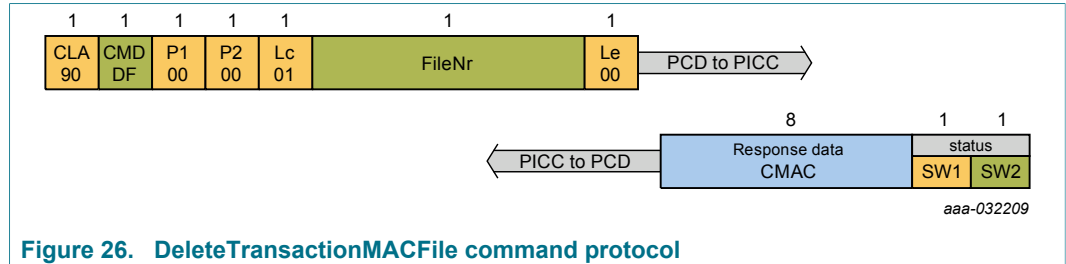 1 1 1 1 1 1 1
CLA CMD P1 P2 Lc FileNr Le PCD to PICC
90 DF 00 00 01 00
8 1 1
PICC to PCD Response data status
CMAC SW1 SW2
aaa-032209
Figure 26. DeleteTransactionMACFile command protocol